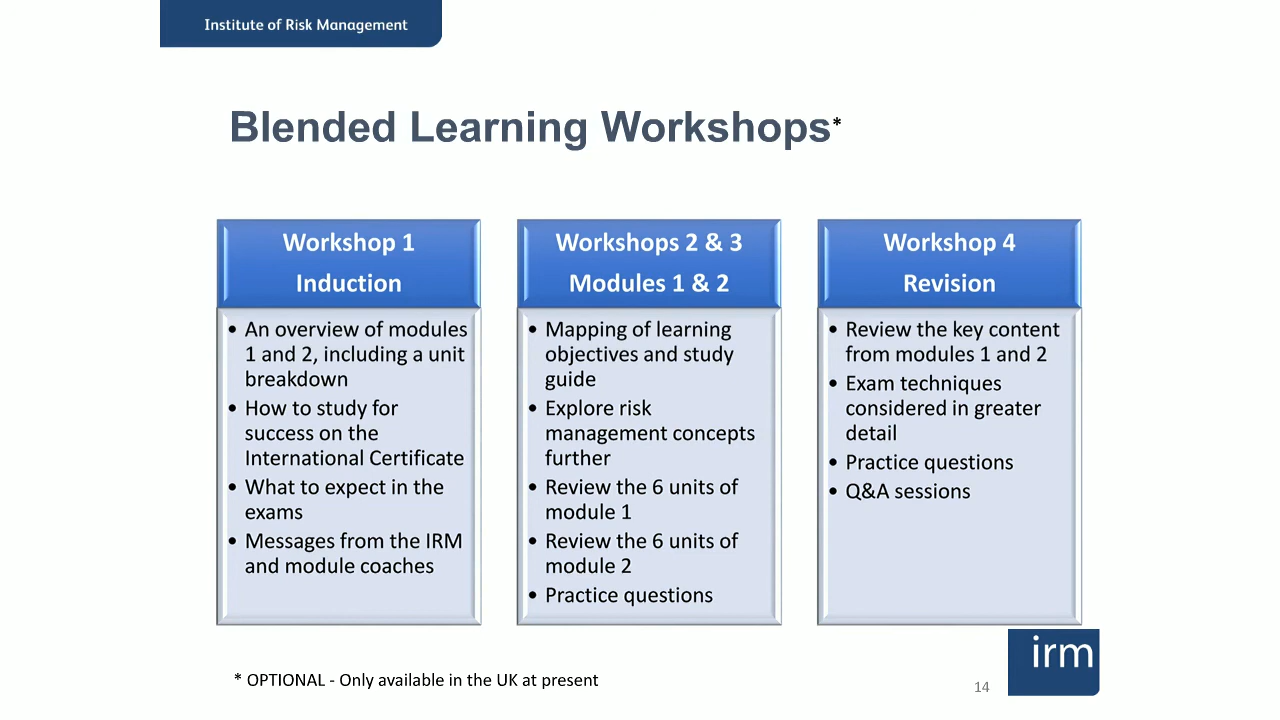 Institute of Risk Management
Blended Learning Workshops*
Workshop 1
Induction
• An overview of modules
1 and 2, including a unit
breakdown
• How to study for
success on the
International Certificate
• What to expect in the
exams
• Messages from the IRM
and module coaches
Workshops 2 & 3
Modules 1 & 2
• Mapping of learning
objectives and study
guide
• Explore risk
management concepts
further
• Review the 6 units of
module 1
• Review the 6 units of
module 2
• Practice questions
Workshop 4
Revision
• Review the key content
from modules 1 and 2
• Exam techniques
considered in greater
detail
• Practice questions
• Q&A sessions
* OPTIONAL - Only available in the UK at present
14
irm